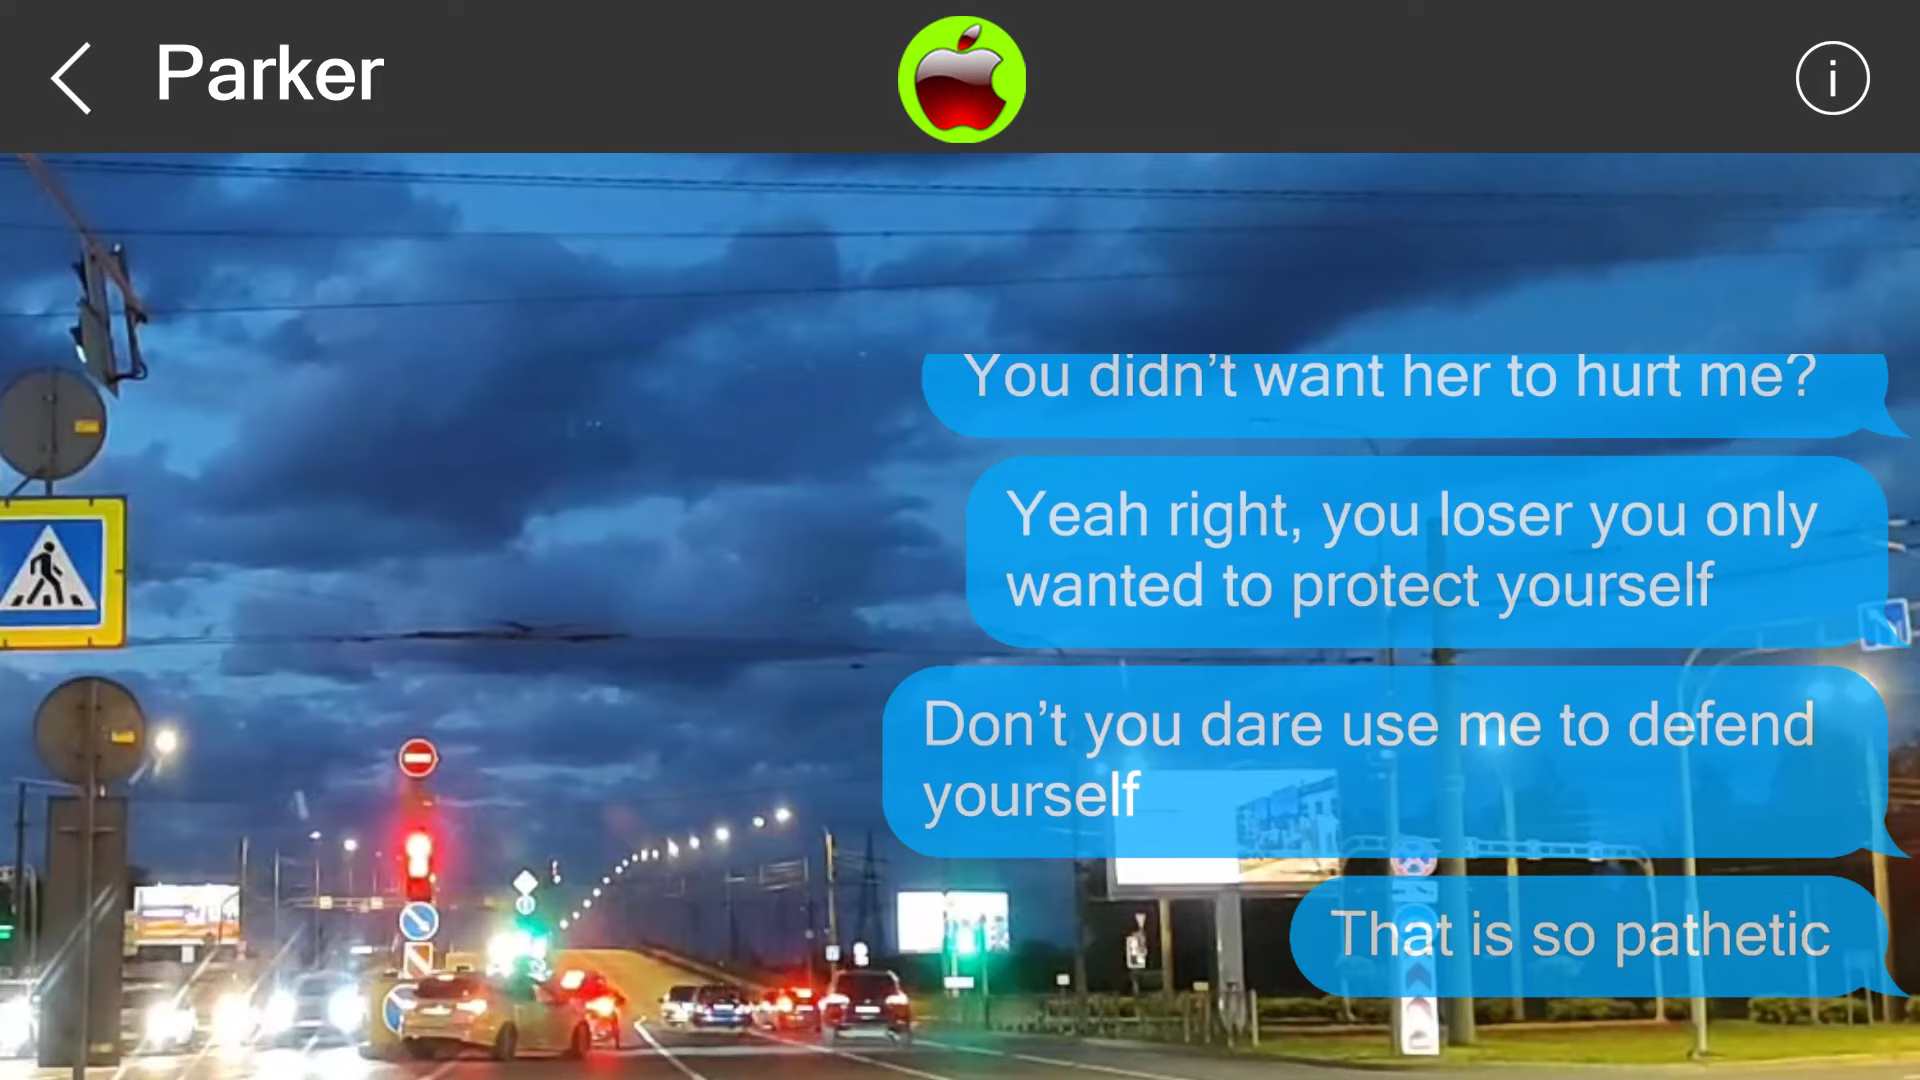 Parker
You didn’t want her to hurt me?
Yeah right, you loser you only
wanted to protect yourself
Don’t you dare use me to defend
yourself
That is so pathetic